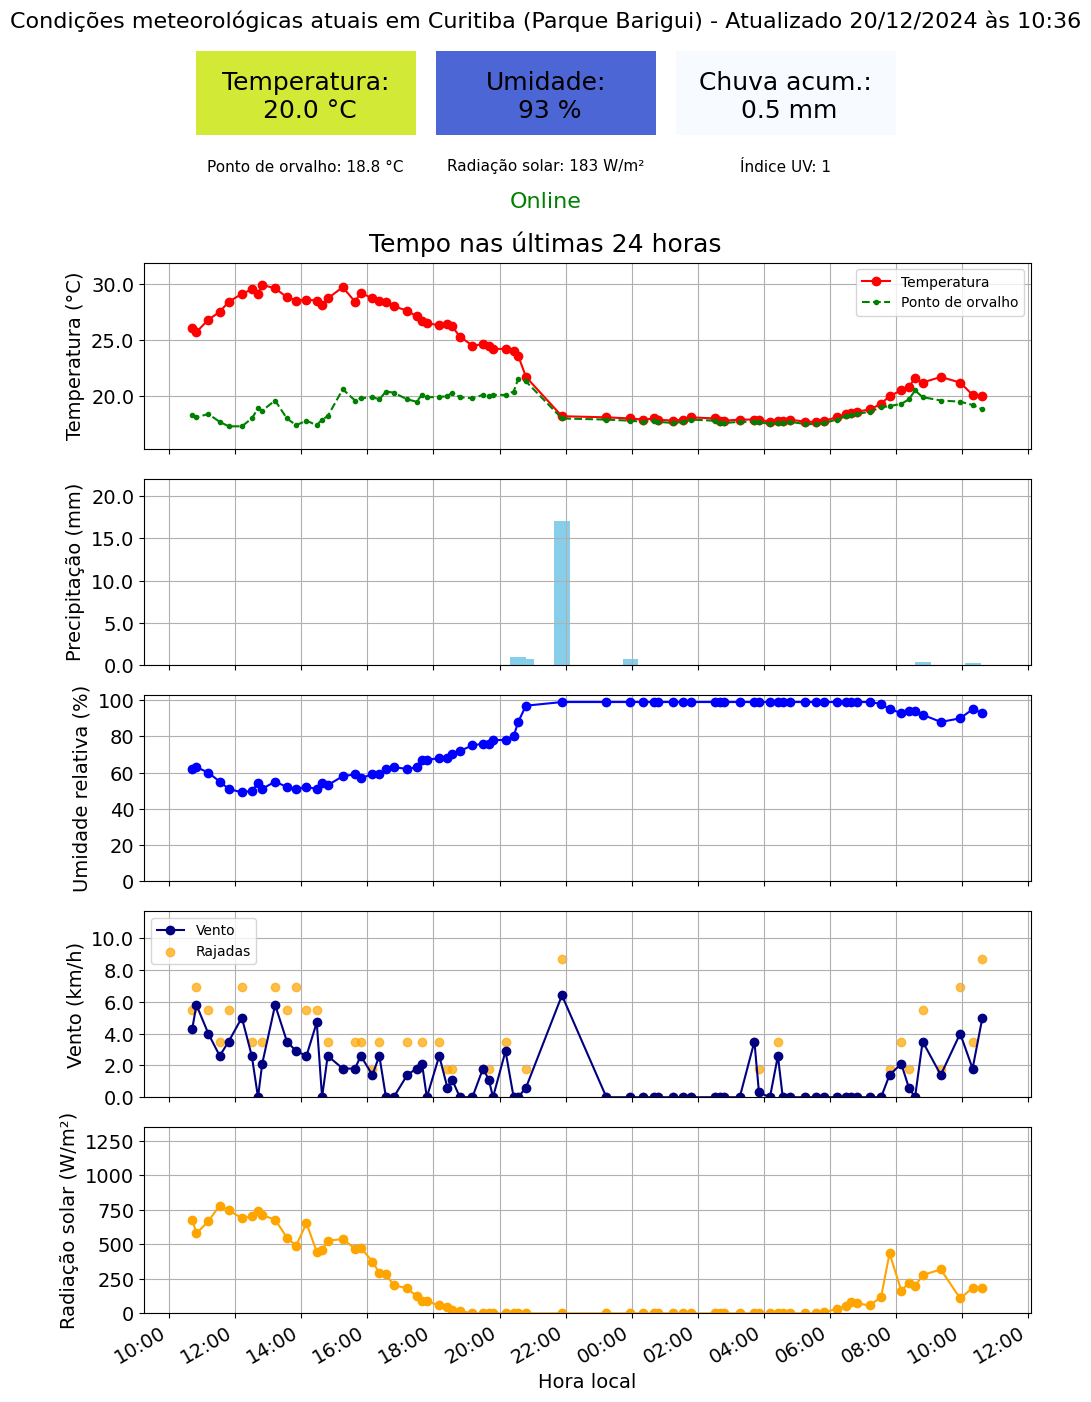 Condições meteorológicas atuais em Curitiba (Parque Barigui) - Atualizado 20/12/2024 às 10:36
Temperatura:
20.0 °C
Umidade:
93 %
Chuva acum.:
0.5 mm
Ponto de orvalho: 18.8 °C
Radiação solar: 183 W/m²
Índice UV: 1
Online
Tempo nas últimas 24 horas
Temperatura (°C)
30.0
25.0
20.0
Temperatura
Ponto de orvalho
Precipitação (mm)
20.0
15.0
10.0
5.0
0.0
Umidade relativa (%)
100
80
60
40
20
0
Vento (km/h)
10.0
8.0
6.0
4.0
2.0
0.0
Vento
Rajadas
Radiação solar (W/m²)
1250
1000
750
500
250
0
10:00
12:00
14:00
16:00
18:00
20:00
22:00
00:00
02:00
04:00
06:00
08:00
10:00
12:00
Hora local